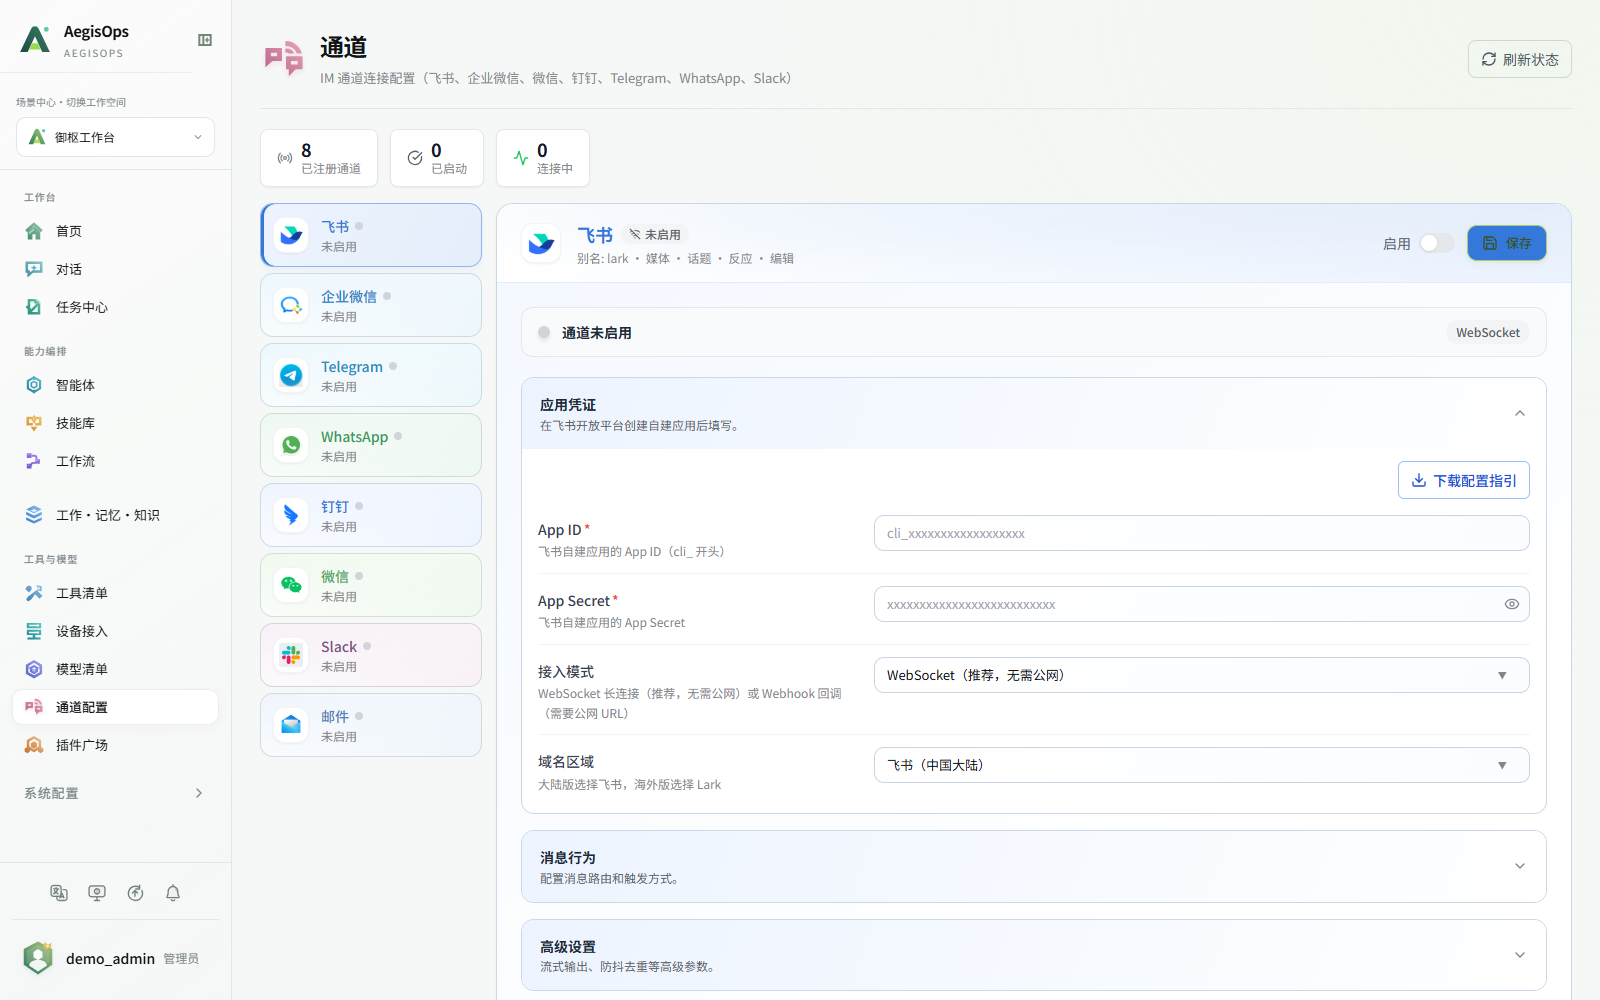 AegisOps
AEGISOPS
场景中心・切换工作空间
御枢工作台
工作台
首页
对话
任务中心
能力编排
智能体
技能库
工作流
工作・记忆・知识
工具与模型
工具清单
设备接入
模型清单
通道配置
插件广场
系统配置
demo_admin 管理员
通道
IM 通道连接配置（飞书、企业微信、微信、钉钉、Telegram、WhatsApp、Slack）
刷新状态
8
已注册通道
0
已启动
0
连接中
飞书
未启用
企业微信
未启用
Telegram
未启用
WhatsApp
未启用
钉钉
未启用
微信
未启用
Slack
未启用
邮件
未启用
飞书 未启用
别名: lark • 媒体 • 话题 • 反应 • 编辑
启用
保存
通道未启用
WebSocket
应用凭证
在飞书开放平台创建自建应用后填写。
下载配置指引
App ID *
飞书自建应用的 App ID（cli_ 开头）
cli_xxxxxxxxxxxxxxxxxx
App Secret *
飞书自建应用的 App Secret
xxxxxxxxxxxxxxxxxxxxxxxxxx
接入模式
WebSocket 长连接（推荐，无需公网）或 Webhook 回调
（需要公网 URL）
WebSocket（推荐，无需公网）
域名区域
大陆版选择飞书，海外版选择 Lark
飞书（中国大陆）
消息行为
配置消息路由和触发方式。
高级设置
流式输出、防抖去重等高级参数。